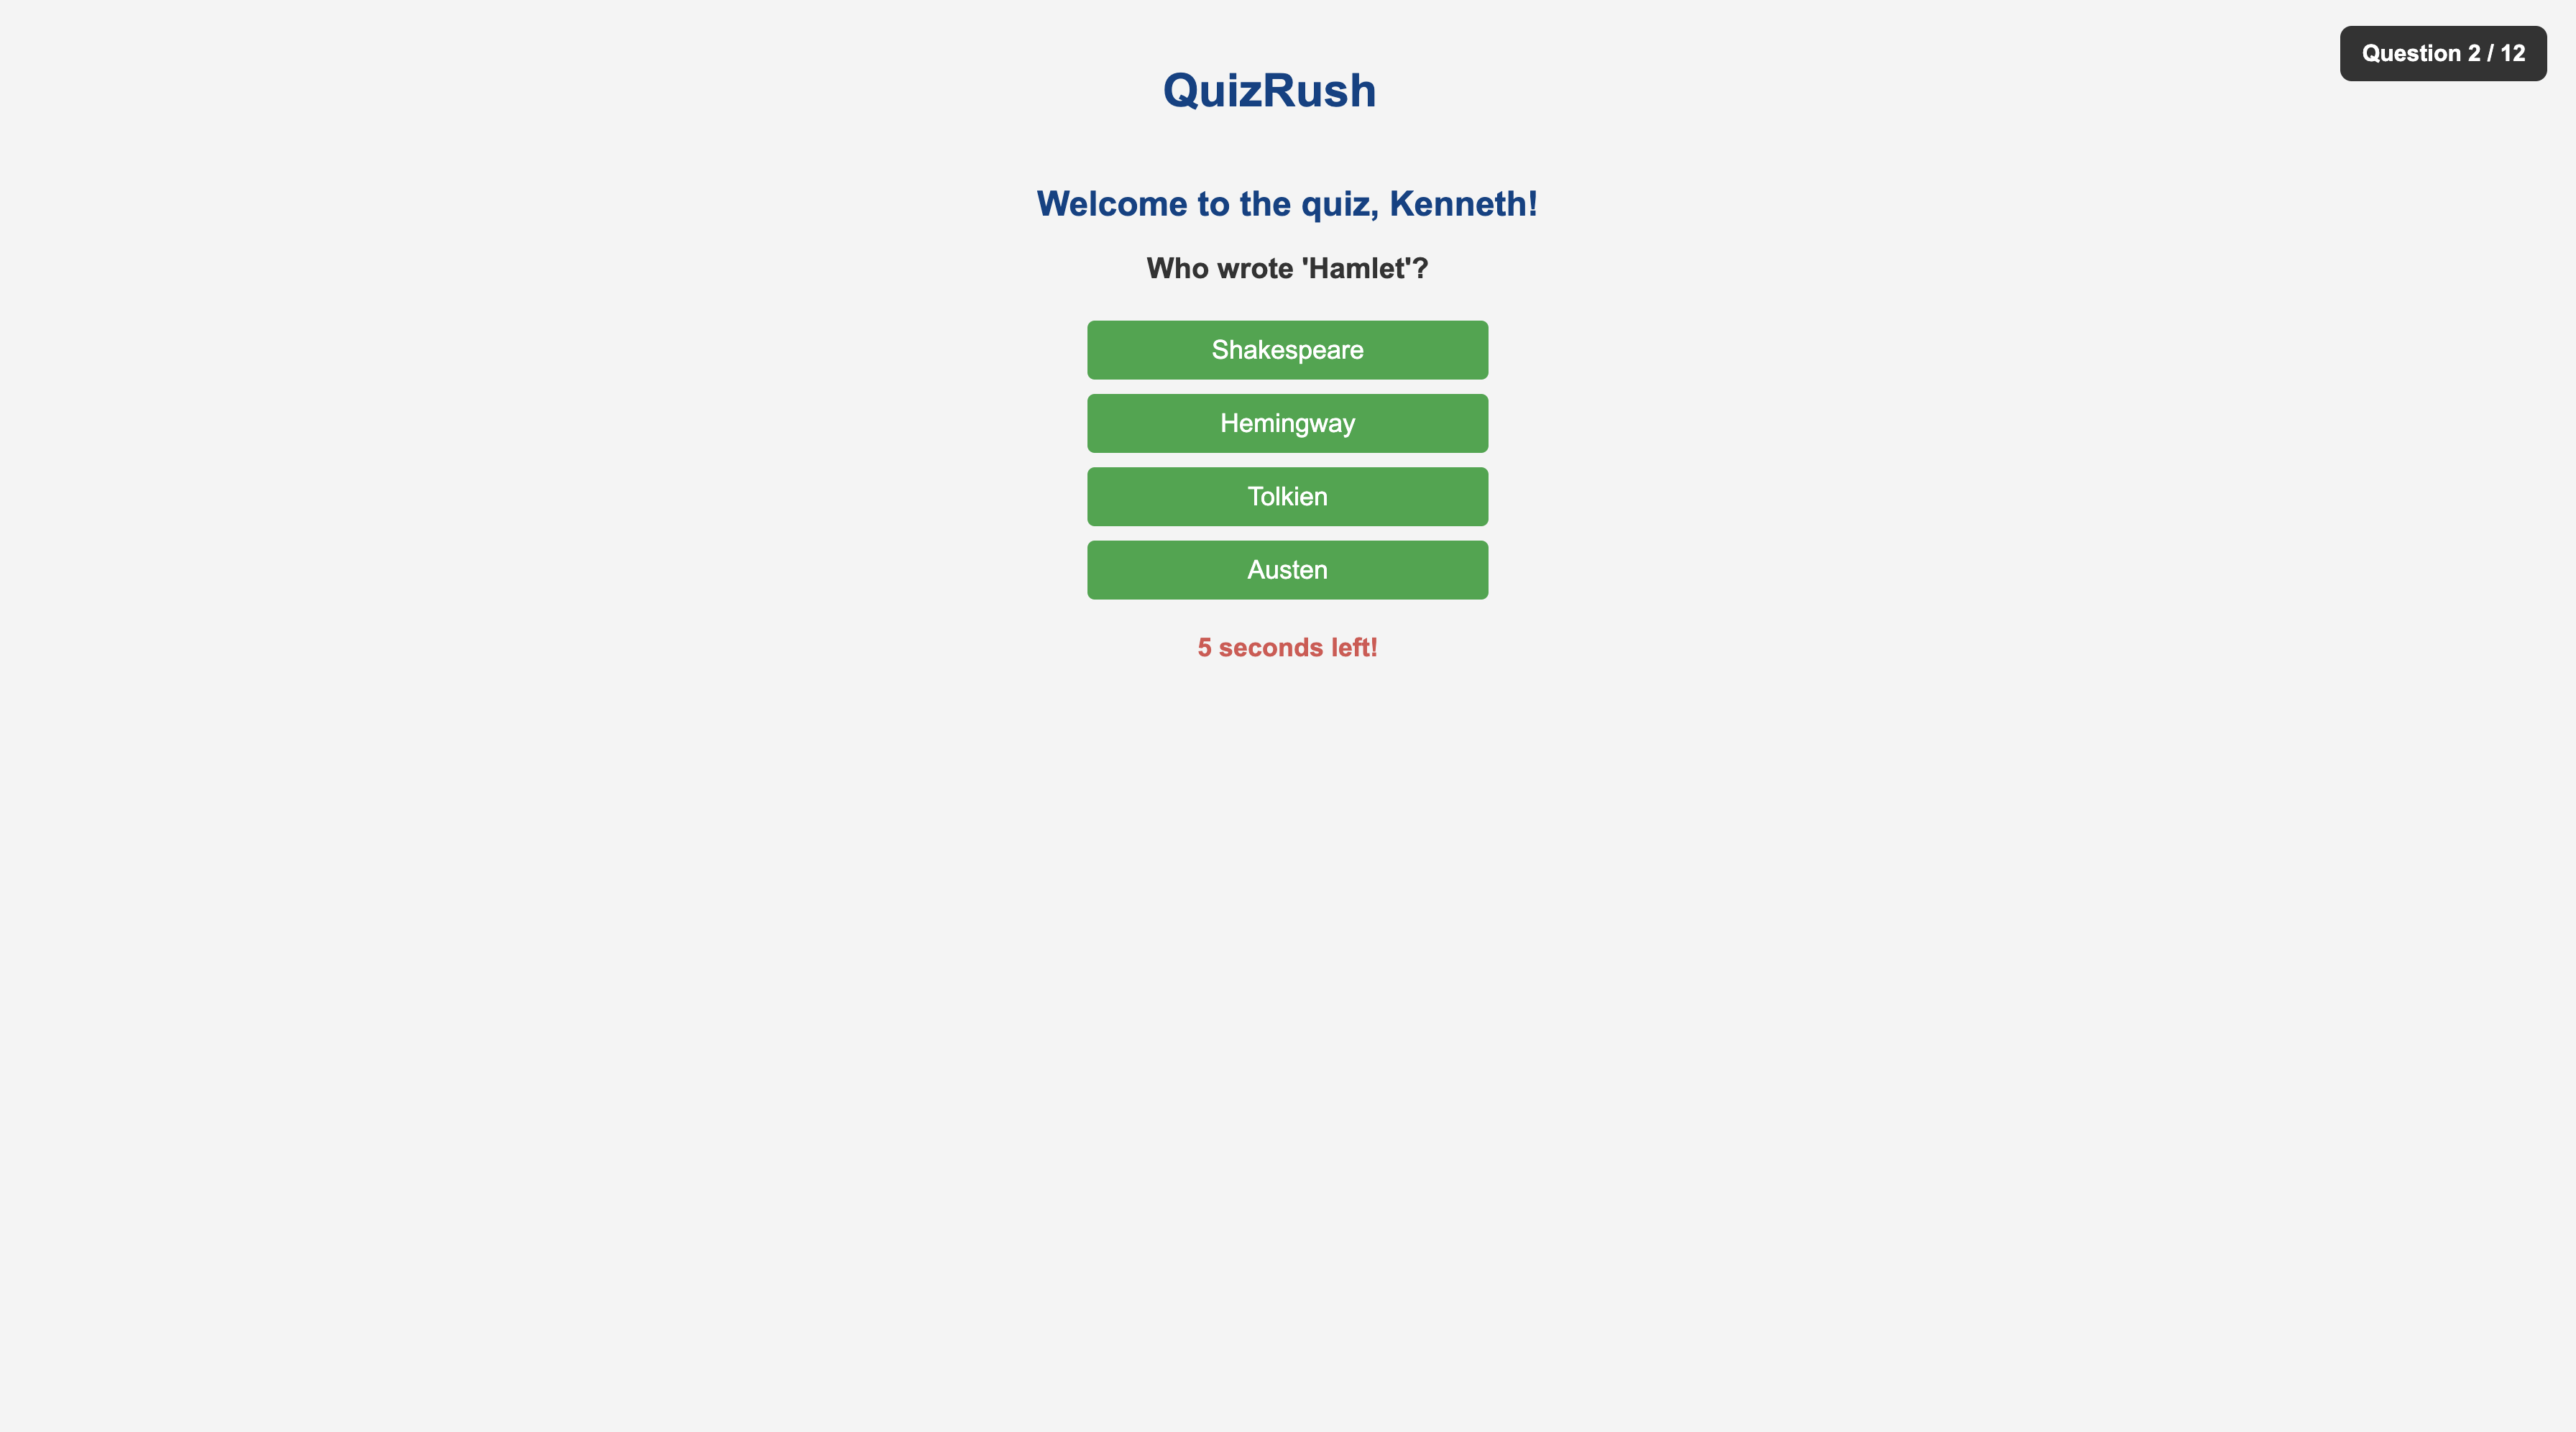 Question 2 / 12
QuizRush
Welcome to the quiz, Kenneth!
Who wrote 'Hamlet'?
Shakespeare
Hemingway
Tolkien
Austen
5 seconds left!